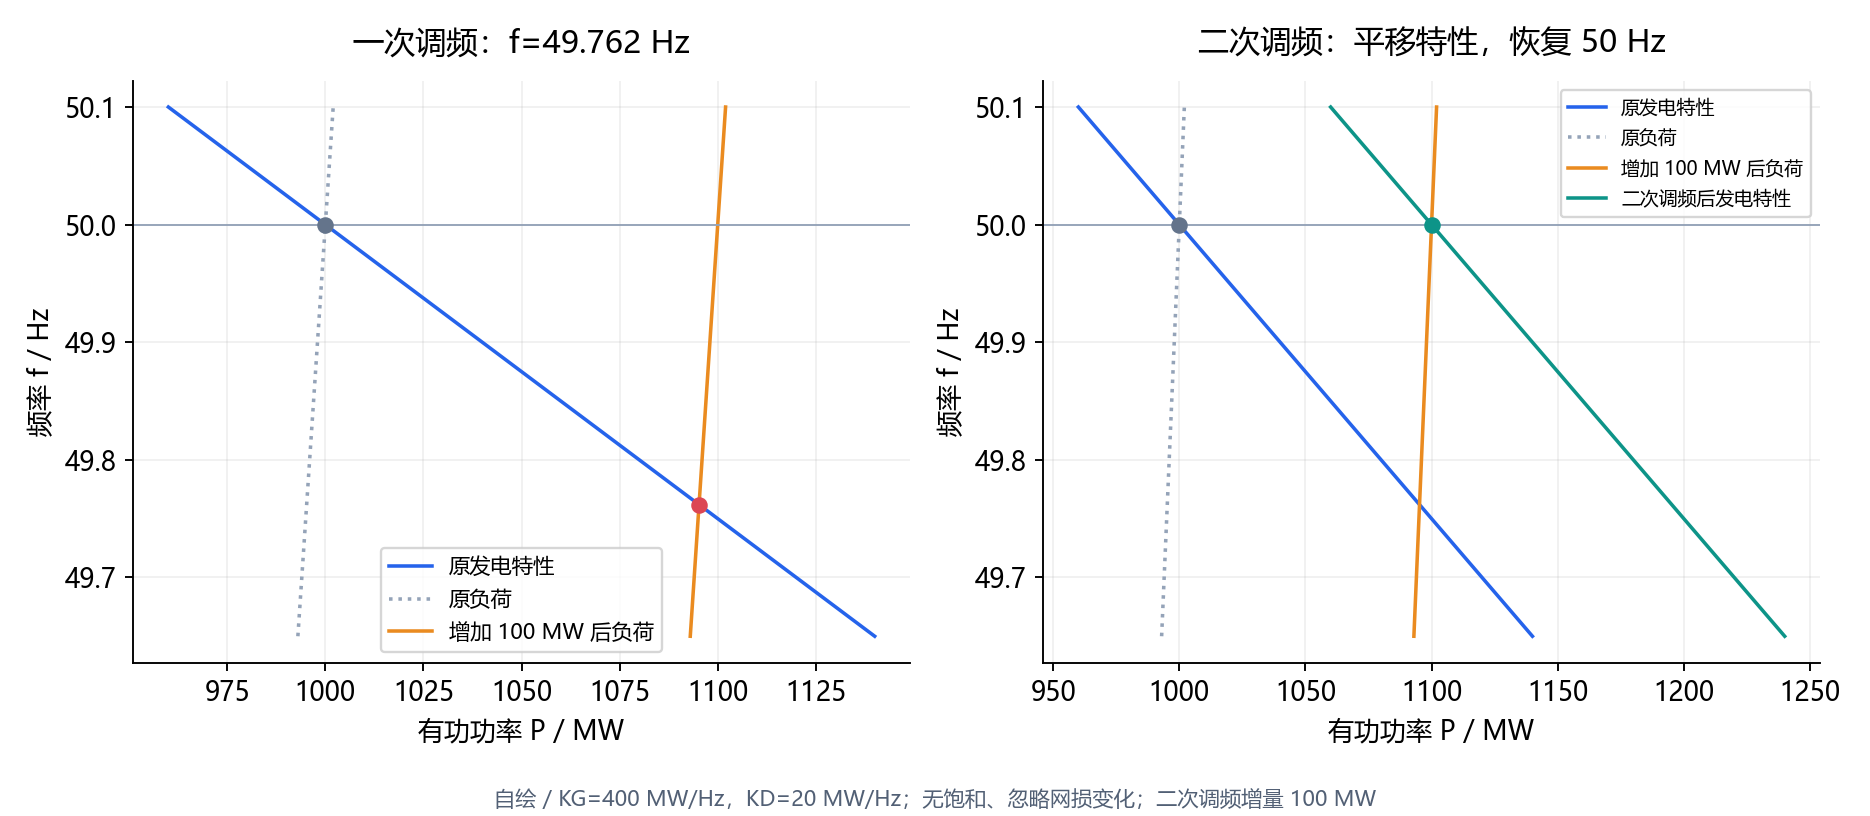 一次调频：f=49.762 Hz
50.1
50.0
49.9
49.8
49.7
频率 f / Hz
原发电特性
原负荷
增加 100 MW 后负荷
975
1000
1025
1050
1075
1100
1125
有功功率 P / MW
二次调频：平移特性，恢复 50 Hz
50.1
50.0
49.9
49.8
49.7
频率 f / Hz
原发电特性
原负荷
增加 100 MW 后负荷
二次调频后发电特性
950
1000
1050
1100
1150
1200
1250
有功功率 P / MW
自绘 / KG=400 MW/Hz，KD=20 MW/Hz；无饱和、忽略网损变化；二次调频增量 100 MW